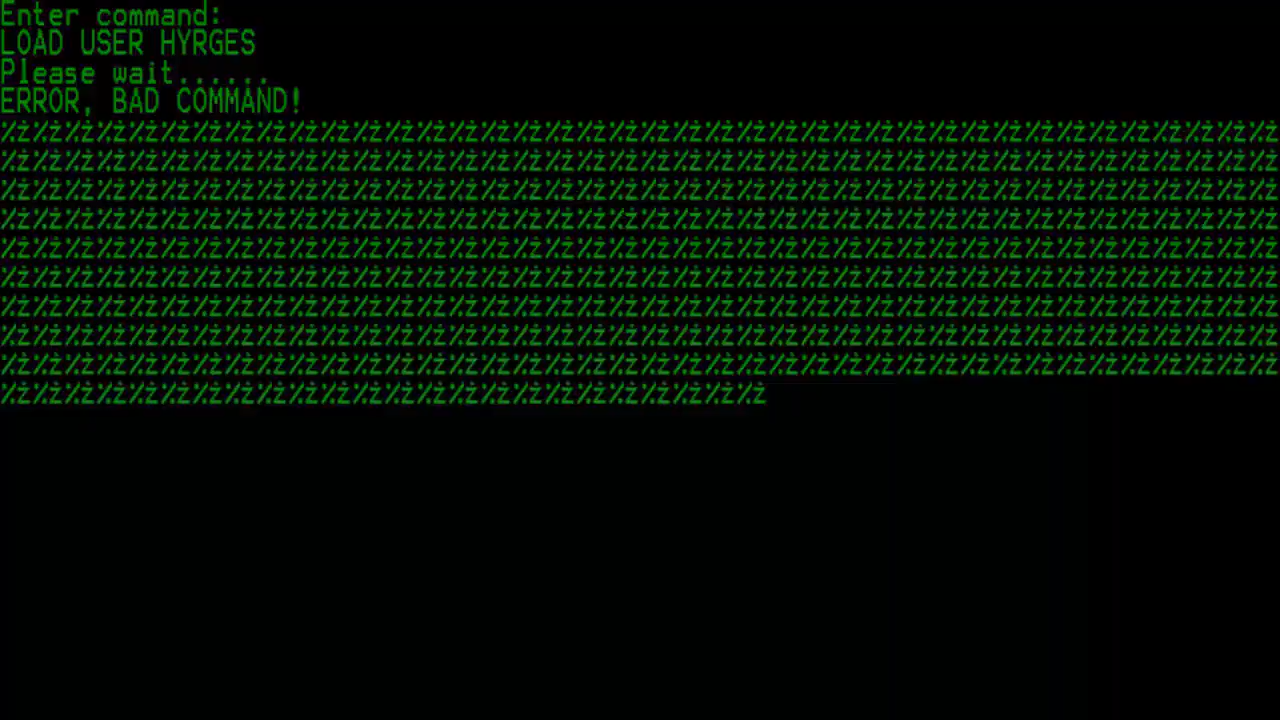 Enter command:
LOAD USER HYRGES
Please wait......
ERROR, BAD COMMAND!
%ż%ż%ż%ż%ż%ż%ż%ż%ż%ż%ż%ż%ż%ż%ż%ż%ż%ż%ż%ż%ż%ż%ż%ż%ż%ż%ż%ż%ż%ż%ż%ż%ż%ż%ż%ż%ż%ż%ż%ż
%ż%ż%ż%ż%ż%ż%ż%ż%ż%ż%ż%ż%ż%ż%ż%ż%ż%ż%ż%ż%ż%ż%ż%ż%ż%ż%ż%ż%ż%ż%ż%ż%ż%ż%ż%ż%ż%ż%ż%ż
%ż%ż%ż%ż%ż%ż%ż%ż%ż%ż%ż%ż%ż%ż%ż%ż%ż%ż%ż%ż%ż%ż%ż%ż%ż%ż%ż%ż%ż%ż%ż%ż%ż%ż%ż%ż%ż%ż%ż%ż
%ż%ż%ż%ż%ż%ż%ż%ż%ż%ż%ż%ż%ż%ż%ż%ż%ż%ż%ż%ż%ż%ż%ż%ż%ż%ż%ż%ż%ż%ż%ż%ż%ż%ż%ż%ż%ż%ż%ż%ż
%ż%ż%ż%ż%ż%ż%ż%ż%ż%ż%ż%ż%ż%ż%ż%ż%ż%ż%ż%ż%ż%ż%ż%ż%ż%ż%ż%ż%ż%ż%ż%ż%ż%ż%ż%ż%ż%ż%ż%ż
%ż%ż%ż%ż%ż%ż%ż%ż%ż%ż%ż%ż%ż%ż%ż%ż%ż%ż%ż%ż%ż%ż%ż%ż%ż%ż%ż%ż%ż%ż%ż%ż%ż%ż%ż%ż%ż%ż%ż%ż
%ż%ż%ż%ż%ż%ż%ż%ż%ż%ż%ż%ż%ż%ż%ż%ż%ż%ż%ż%ż%ż%ż%ż%ż%ż%ż%ż%ż%ż%ż%ż%ż%ż%ż%ż%ż%ż%ż%ż%ż
%ż%ż%ż%ż%ż%ż%ż%ż%ż%ż%ż%ż%ż%ż%ż%ż%ż%ż%ż%ż%ż%ż%ż%ż%ż%ż%ż%ż%ż%ż%ż%ż%ż%ż%ż%ż%ż%ż%ż%ż
%ż%ż%ż%ż%ż%ż%ż%ż%ż%ż%ż%ż%ż%ż%ż%ż%ż%ż%ż%ż%ż%ż%ż%ż%ż%ż%ż%ż%ż%ż%ż%ż%ż%ż%ż%ż%ż%ż%ż%ż
%ż%ż%ż%ż%ż%ż%ż%ż%ż%ż%ż%ż%ż%ż%ż%ż%ż%ż%ż%ż%ż%ż%ż%ż